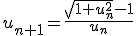 u_{n+1} = \frac{\sqrt{1+u_n^2}-1}{u_n}